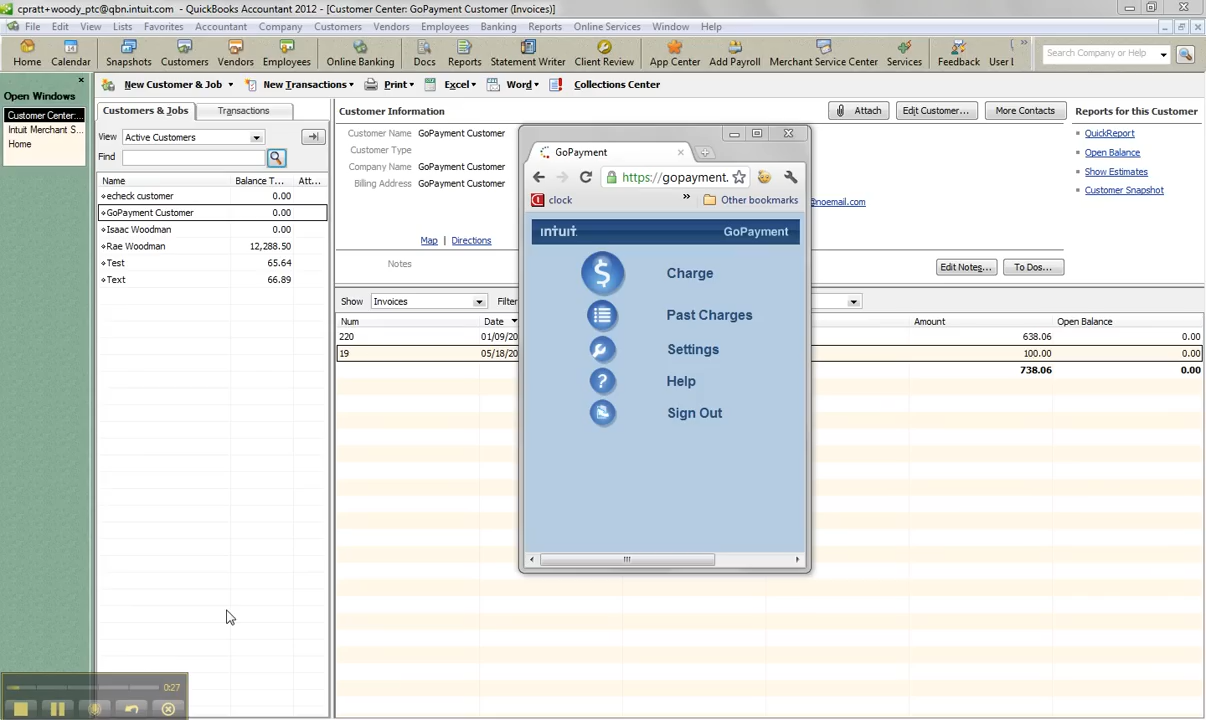 cpratt+woody_ptc@qbn.intuit.com - QuickBooks Accountant 2012 - [Customer Center: GoPayment Customer (Invoices)]
File Edit View Lists Favorites Accountant Company Customers Vendors Employees Banking Reports Online Services Window Help
Home Calendar Snapshots Customers Vendors Employees Online Banking Docs Reports Statement Writer Client Review App Center Add Payroll Merchant Service Center Services Feedback User L
Search Company or Help
New Customer & Job New Transactions Print Excel Word Collections Center
Open Windows
Customer Center:...
Intuit Merchant S...
Home
Customers & Jobs Transactions
View Active Customers
Find
Name Balance T... Att...
echeck customer 0.00
GoPayment Customer 0.00
Isaac Woodman 0.00
Rae Woodman 12,288.50
Test 65.64
Text 66.89
Customer Information Attach Edit Customer... More Contacts
Customer Name GoPayment Customer
Customer Type
Company Name GoPayment Customer
Billing Address GoPayment Customer
@noemail.com
Map Directions
Notes Edit Notes... To Dos...
Reports for this Customer
QuickReport
Open Balance
Show Estimates
Customer Snapshot
Show Invoices Filter
Num Date Amount Open Balance
220 01/09/20 638.06 0.00
19 05/18/20 100.00 0.00
738.06 0.00
GoPayment
https://gopayment.
clock » Other bookmarks
intuit. GoPayment
Charge
Past Charges
Settings
Help
Sign Out
0:27